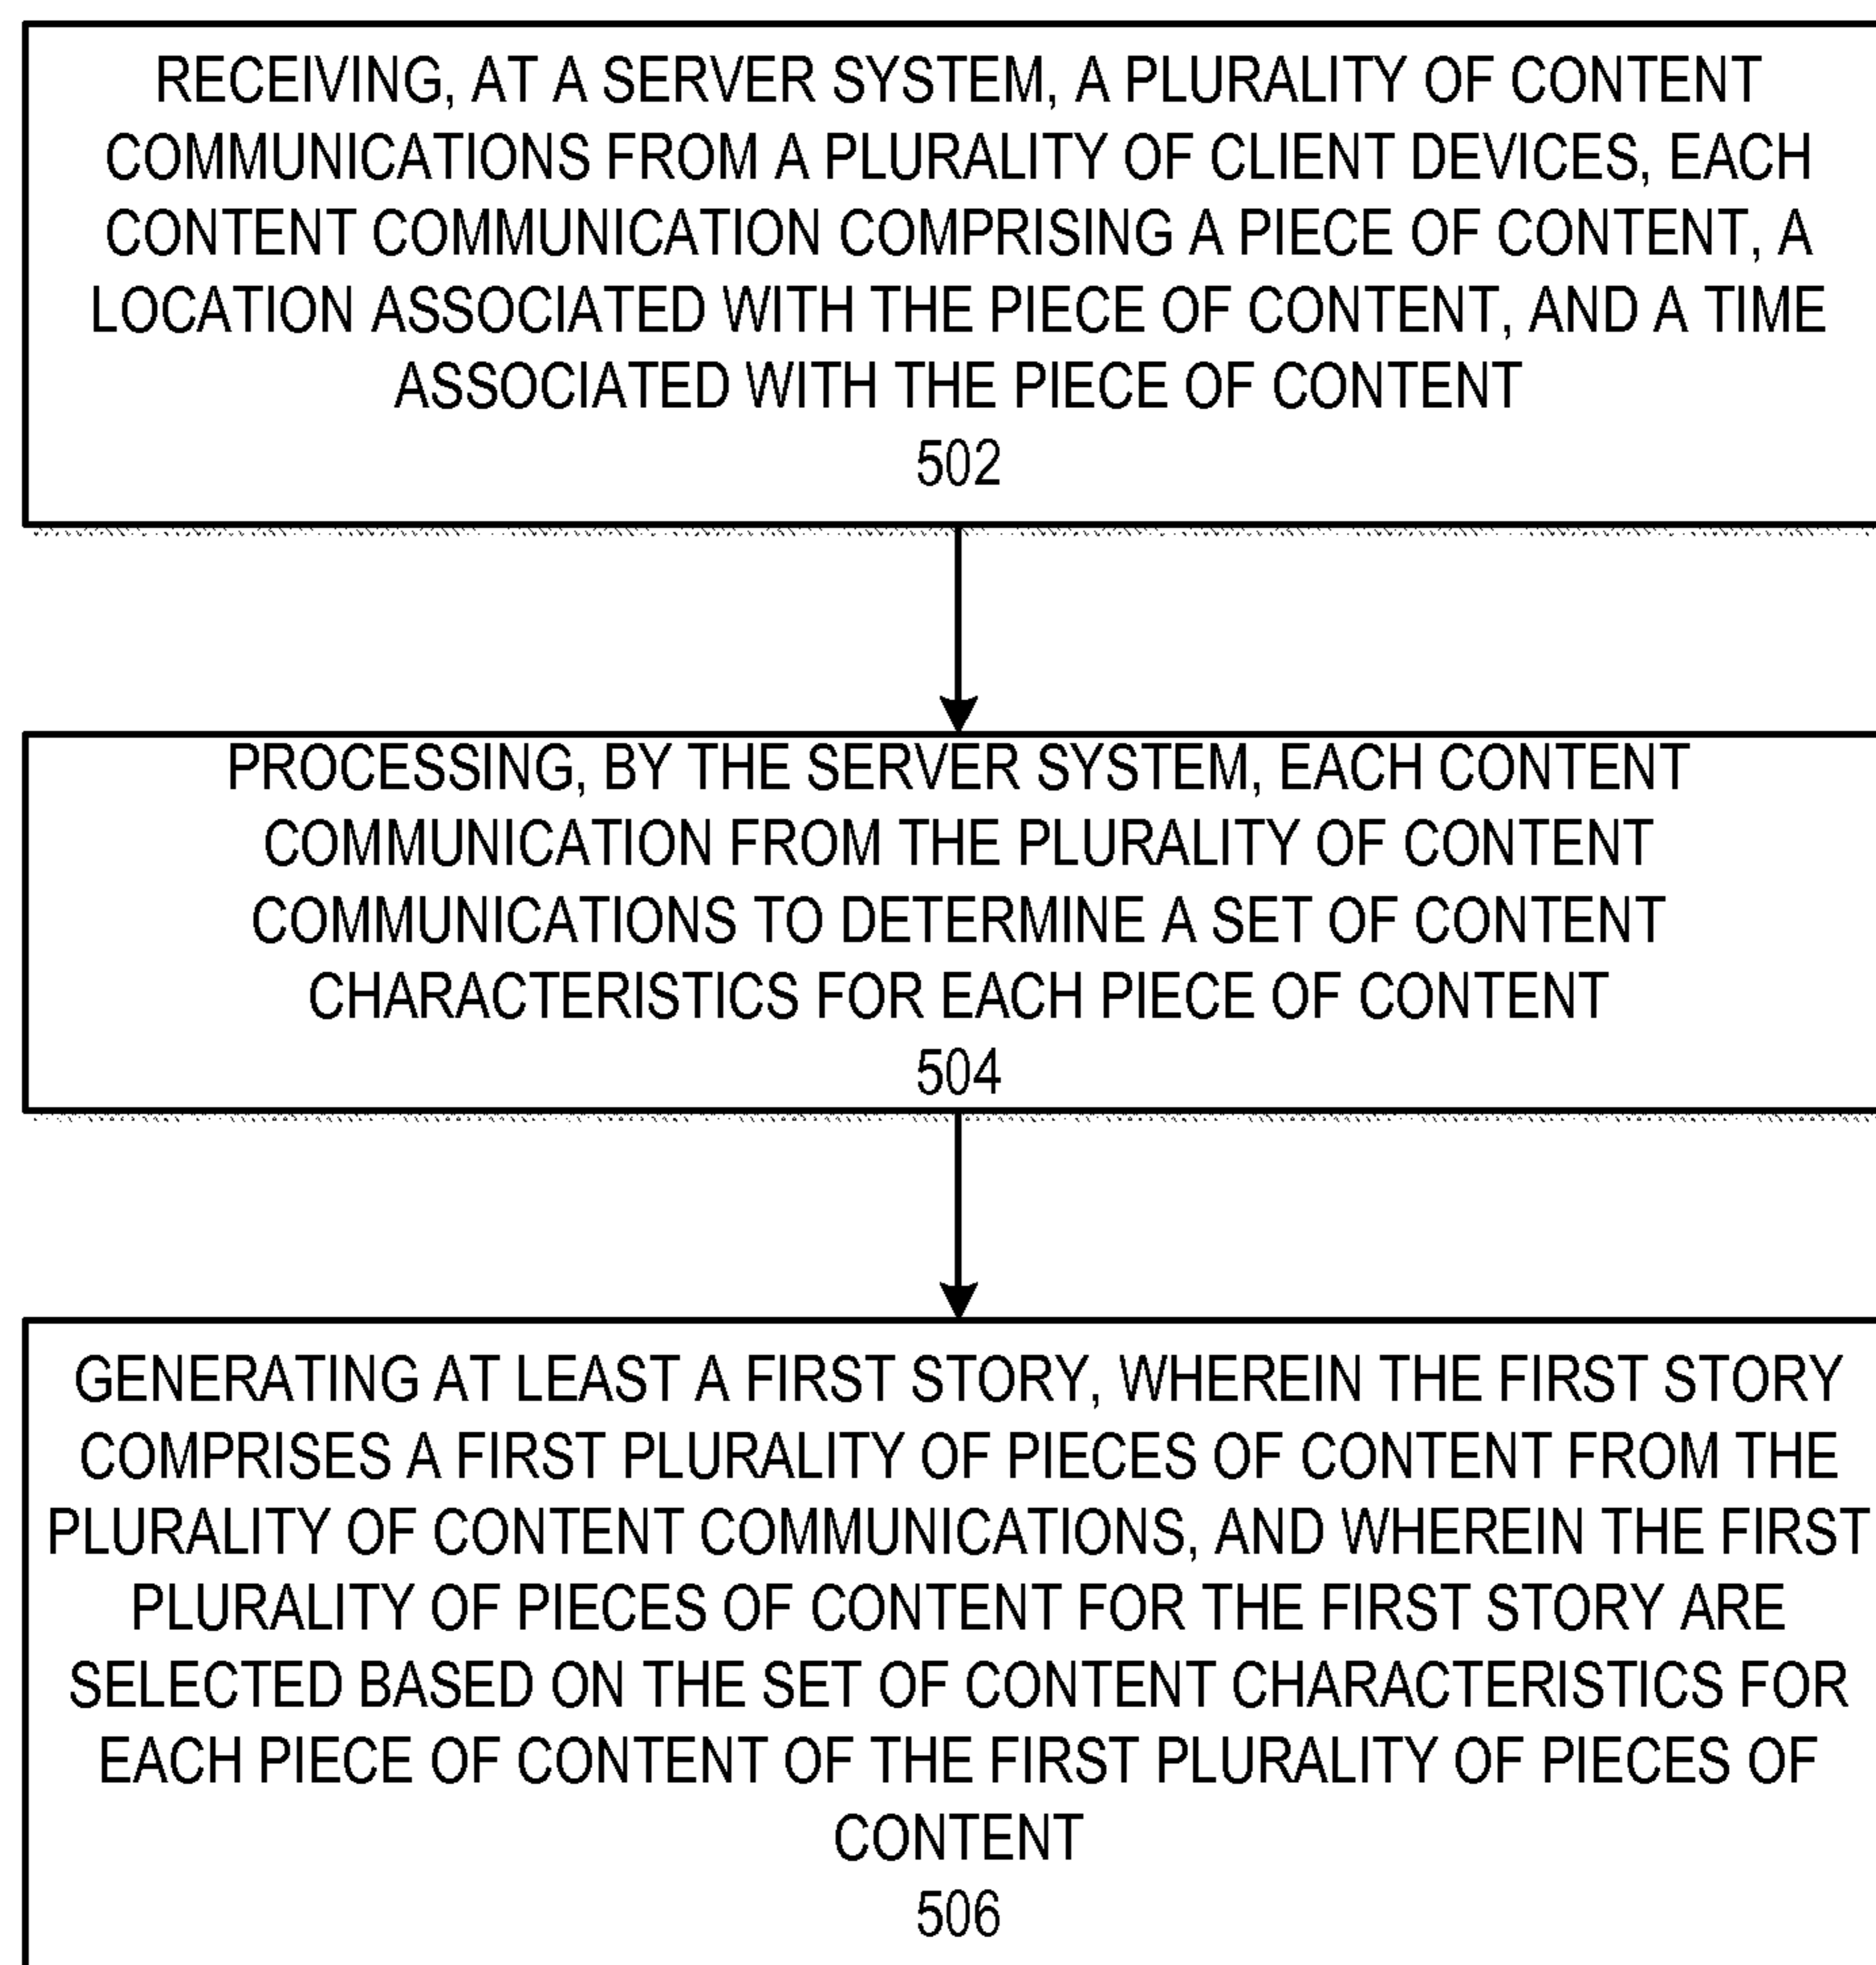 RECEIVING, AT A SERVER SYSTEM, A PLURALITY OF CONTENT
COMMUNICATIONS FROM A PLURALITY OF CLIENT DEVICES, EACH
CONTENT COMMUNICATION COMPRISING A PIECE OF CONTENT, A
LOCATION ASSOCIATED WITH THE PIECE OF CONTENT, AND A TIME
ASSOCIATED WITH THE PIECE OF CONTENT
502
PROCESSING, BY THE SERVER SYSTEM, EACH CONTENT
COMMUNICATION FROM THE PLURALITY OF CONTENT
COMMUNICATIONS TO DETERMINE A SET OF CONTENT
CHARACTERISTICS FOR EACH PIECE OF CONTENT
504
GENERATING AT LEAST A FIRST STORY, WHEREIN THE FIRST STORY
COMPRISES A FIRST PLURALITY OF PIECES OF CONTENT FROM THE
PLURALITY OF CONTENT COMMUNICATIONS, AND WHEREIN THE FIRST
PLURALITY OF PIECES OF CONTENT FOR THE FIRST STORY ARE
SELECTED BASED ON THE SET OF CONTENT CHARACTERISTICS FOR
EACH PIECE OF CONTENT OF THE FIRST PLURALITY OF PIECES OF
CONTENT
506